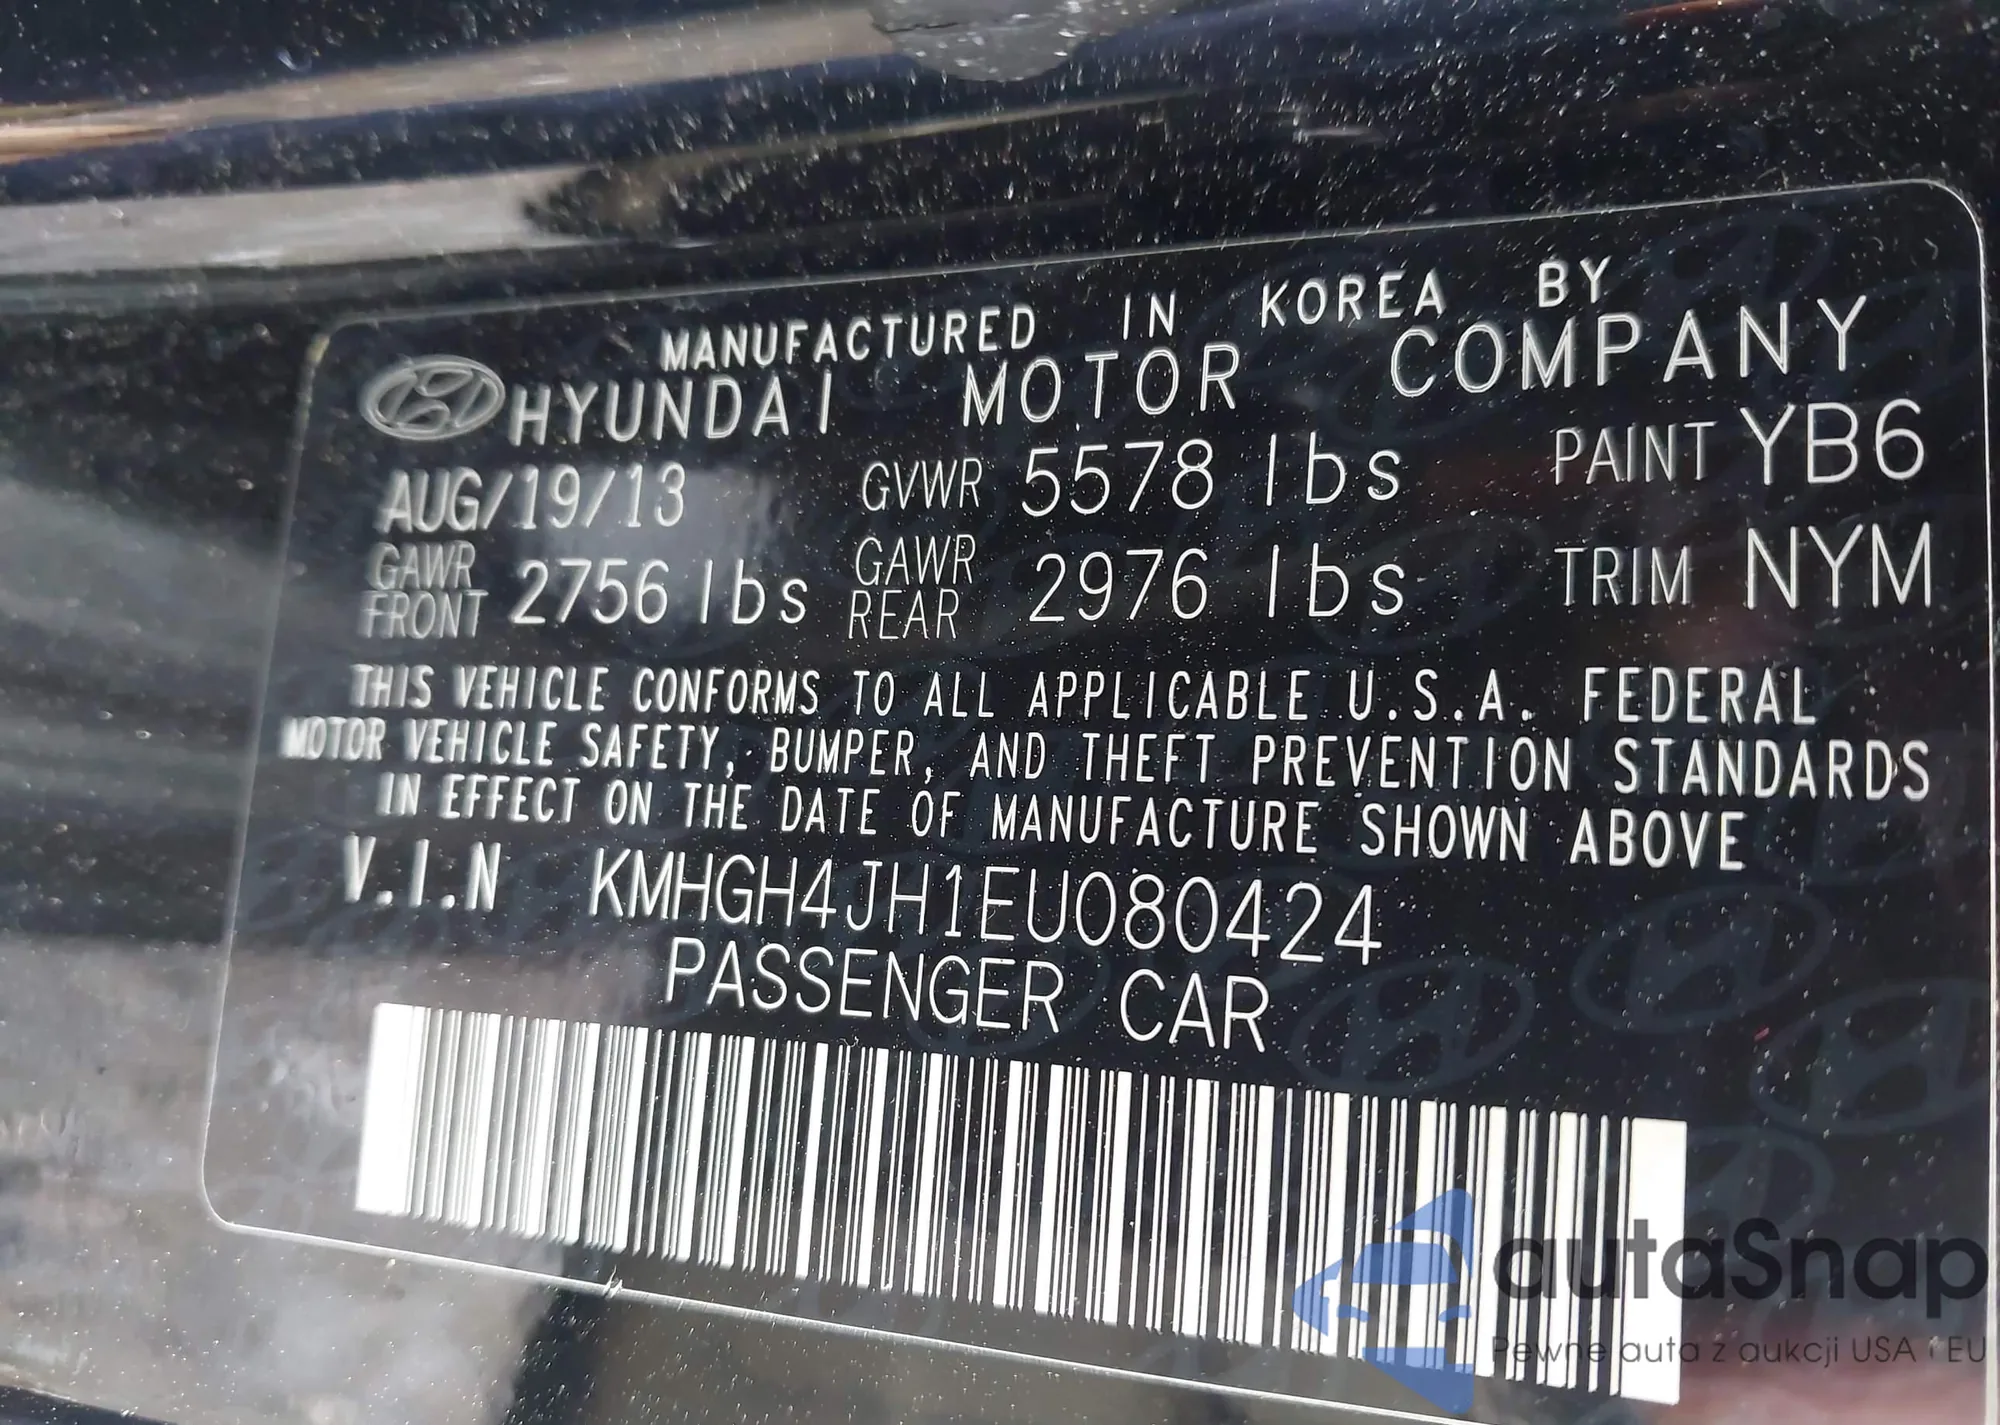 MANUFACTURED IN KOREA BY
HYUNDAI MOTOR COMPANY
AUG/19/13 GVWR 5578 lbs PAINT YB6
GAWR FRONT 2756 lbs GAWR REAR 2976 lbs TRIM NYM
THIS VEHICLE CONFORMS TO ALL APPLICABLE U.S.A. FEDERAL
MOTOR VEHICLE SAFETY, BUMPER, AND THEFT PREVENTION STANDARDS
IN EFFECT ON THE DATE OF MANUFACTURE SHOWN ABOVE
V.I.N KMHGH4JH1EU080424
PASSENGER CAR
autaSnap
Pewne auta z aukcji USA i EU